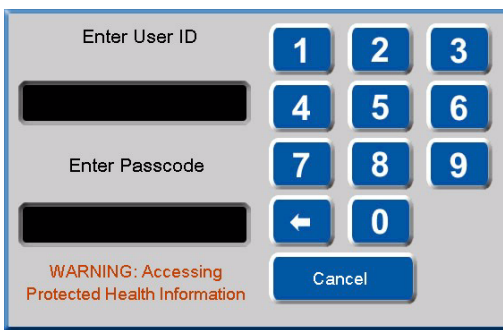 Enter User ID
1 2 3
4 5 6
Enter Passcode
7 8 9
0
WARNING: Accessing
Protected Health Information
Cancel